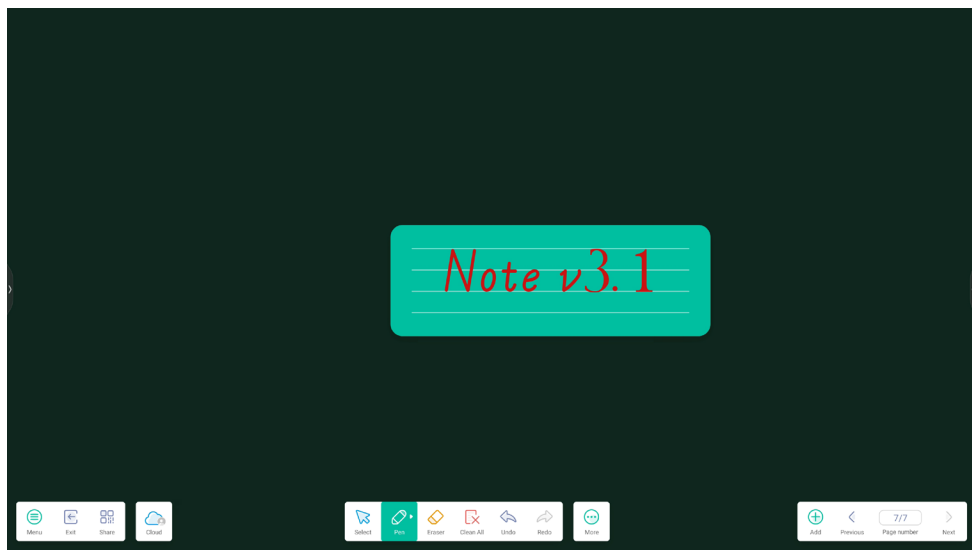 Note v3.1
Menu
Exit
Share
Cloud
Select
Pen
Eraser
Clean All
Undo
Redo
More
Add
Previous
7/7
Page number
Next